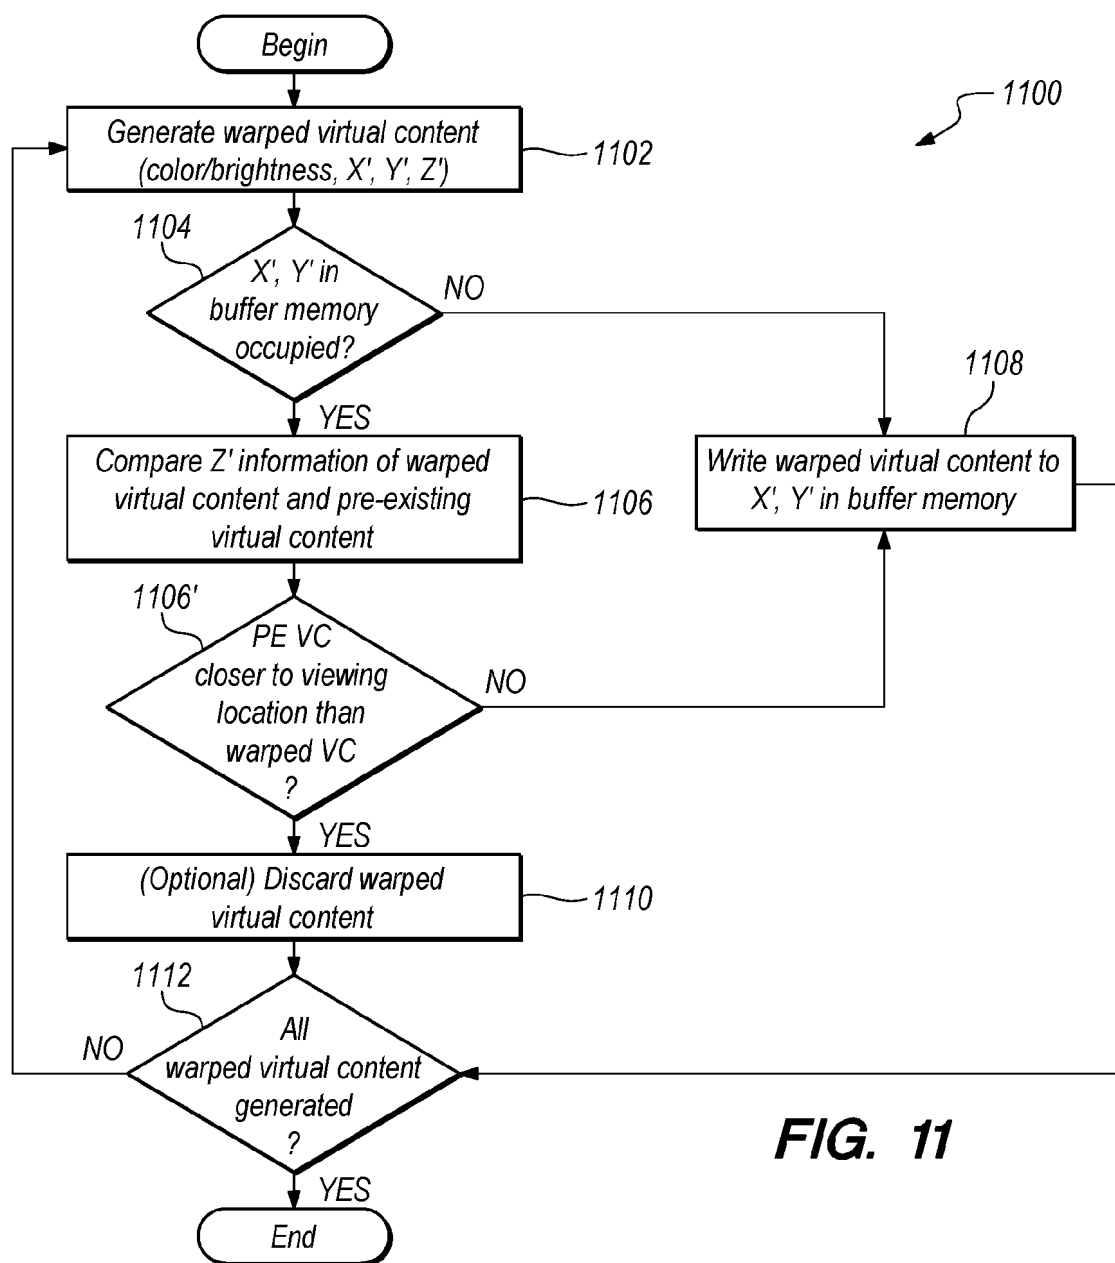 Begin
1100
Generate warped virtual content
(color/brightness, X', Y', Z')
1102
1104
X', Y' in
buffer memory
occupied?
NO
YES
1108
Compare Z' information of warped
virtual content and pre-existing
virtual content
1106
Write warped virtual content to
X', Y' in buffer memory
1106'
PE VC
closer to viewing
location than
warped VC
?
NO
YES
(Optional) Discard warped
virtual content
1110
1112
All
warped virtual content
generated
?
NO
YES
End
FIG. 11